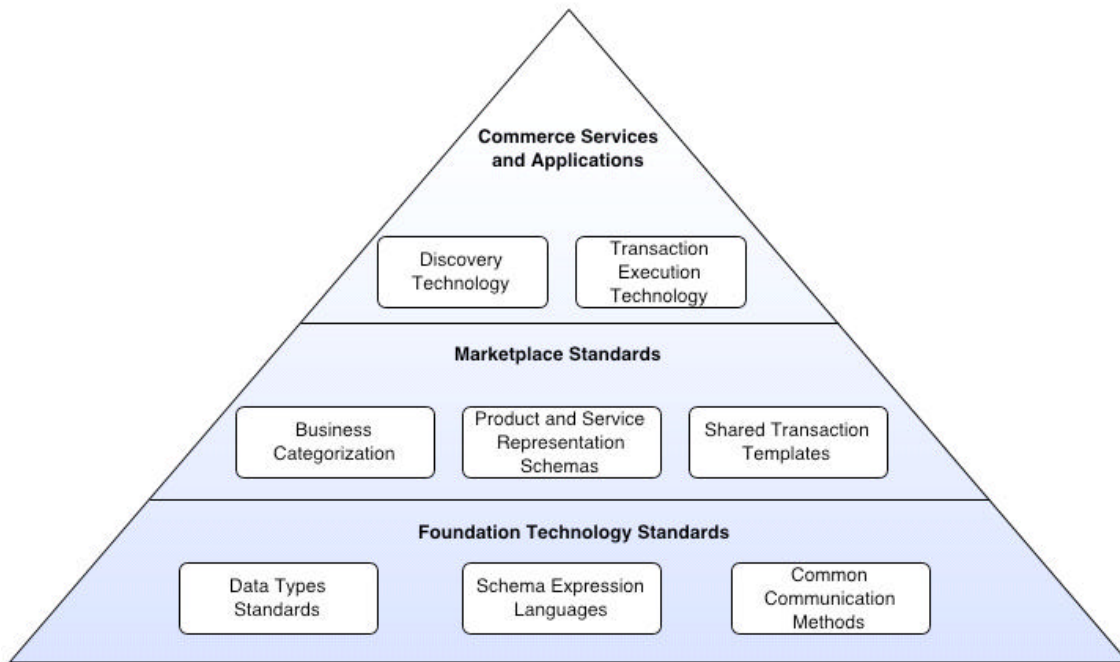 Commerce Services
and Applications
Discovery
Technology
Transaction
Execution
Technology
Marketplace Standards
Business
Categorization
Product and Service
Representation
Schemas
Shared Transaction
Templates
Foundation Technology Standards
Data Types
Standards
Schema Expression
Languages
Common
Communication
Methods